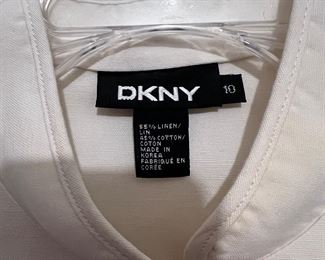 DKNY
10
55% LINEN/
LIN
45% COTTON/
COTON
MADE IN
KOREA
FABRIQUÉ EN
CORÉE